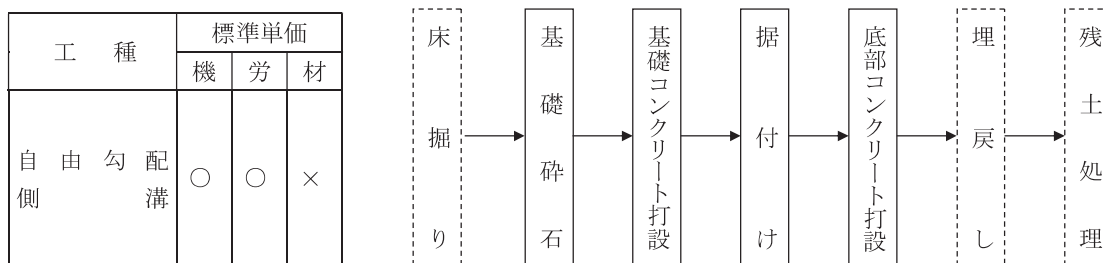 工種
標準単価
機
労
材
自由勾配
側溝
○
○
×
床掘り
基礎砕石
基礎コンクリート打設
据付け
底部コンクリート打設
埋戻し
残土処理